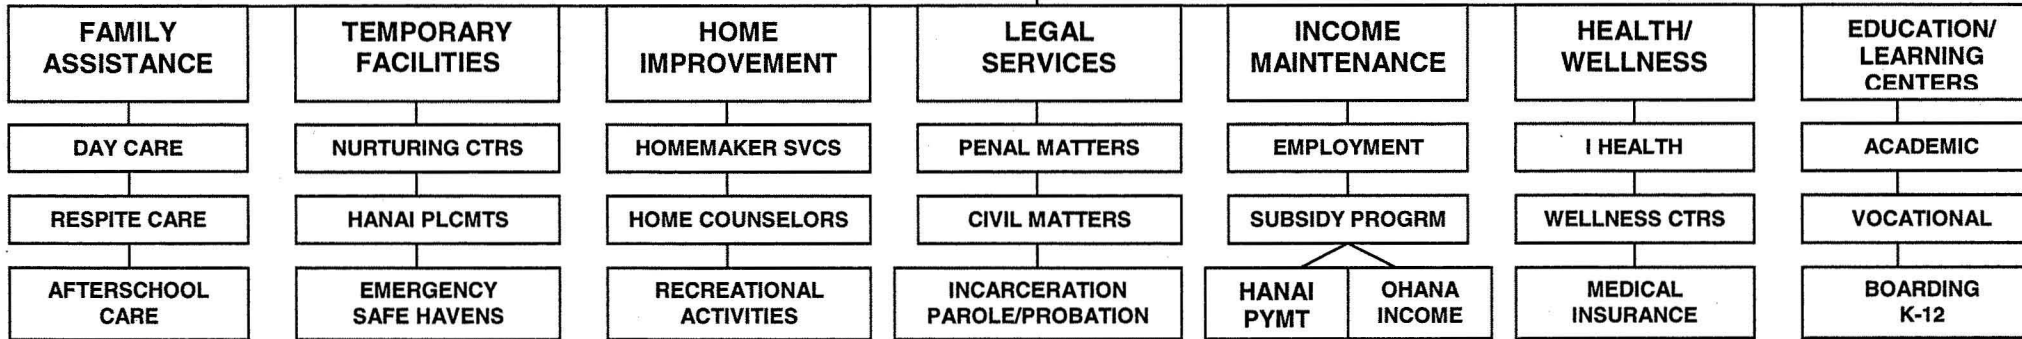 FAMILY
ASSISTANCE
TEMPORARY
FACILITIES
HOME
IMPROVEMENT
LEGAL
SERVICES
INCOME
MAINTENANCE
HEALTH/
WELLNESS
EDUCATION/
LEARNING
CENTERS
DAY CARE
NURTURING CTRS
HOMEMAKER SVCS
PENAL MATTERS
EMPLOYMENT
I HEALTH
ACADEMIC
RESPITE CARE
HANAI PLCMTS
HOME COUNSELORS
CIVIL MATTERS
SUBSIDY PROGRM
WELLNESS CTRS
VOCATIONAL
AFTERSCHOOL
CARE
EMERGENCY
SAFE HAVENS
RECREATIONAL
ACTIVITIES
INCARCERATION
PAROLE/PROBATION
HANAI
PYMT
OHANA
INCOME
MEDICAL
INSURANCE
BOARDING
K-12